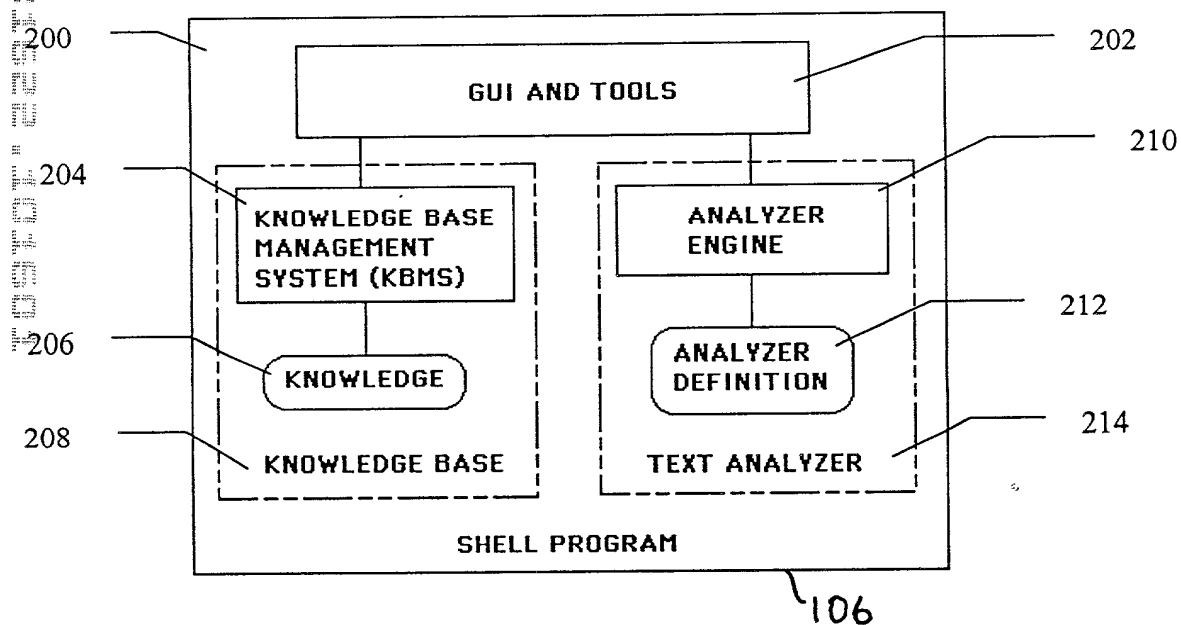 200
202
GUI AND TOOLS
210
204
KNOWLEDGE BASE
MANAGEMENT
SYSTEM (KBMS)
ANALYZER
ENGINE
212
206
KNOWLEDGE
ANALYZER
DEFINITION
208
214
KNOWLEDGE BASE
TEXT ANALYZER
SHELL PROGRAM
106